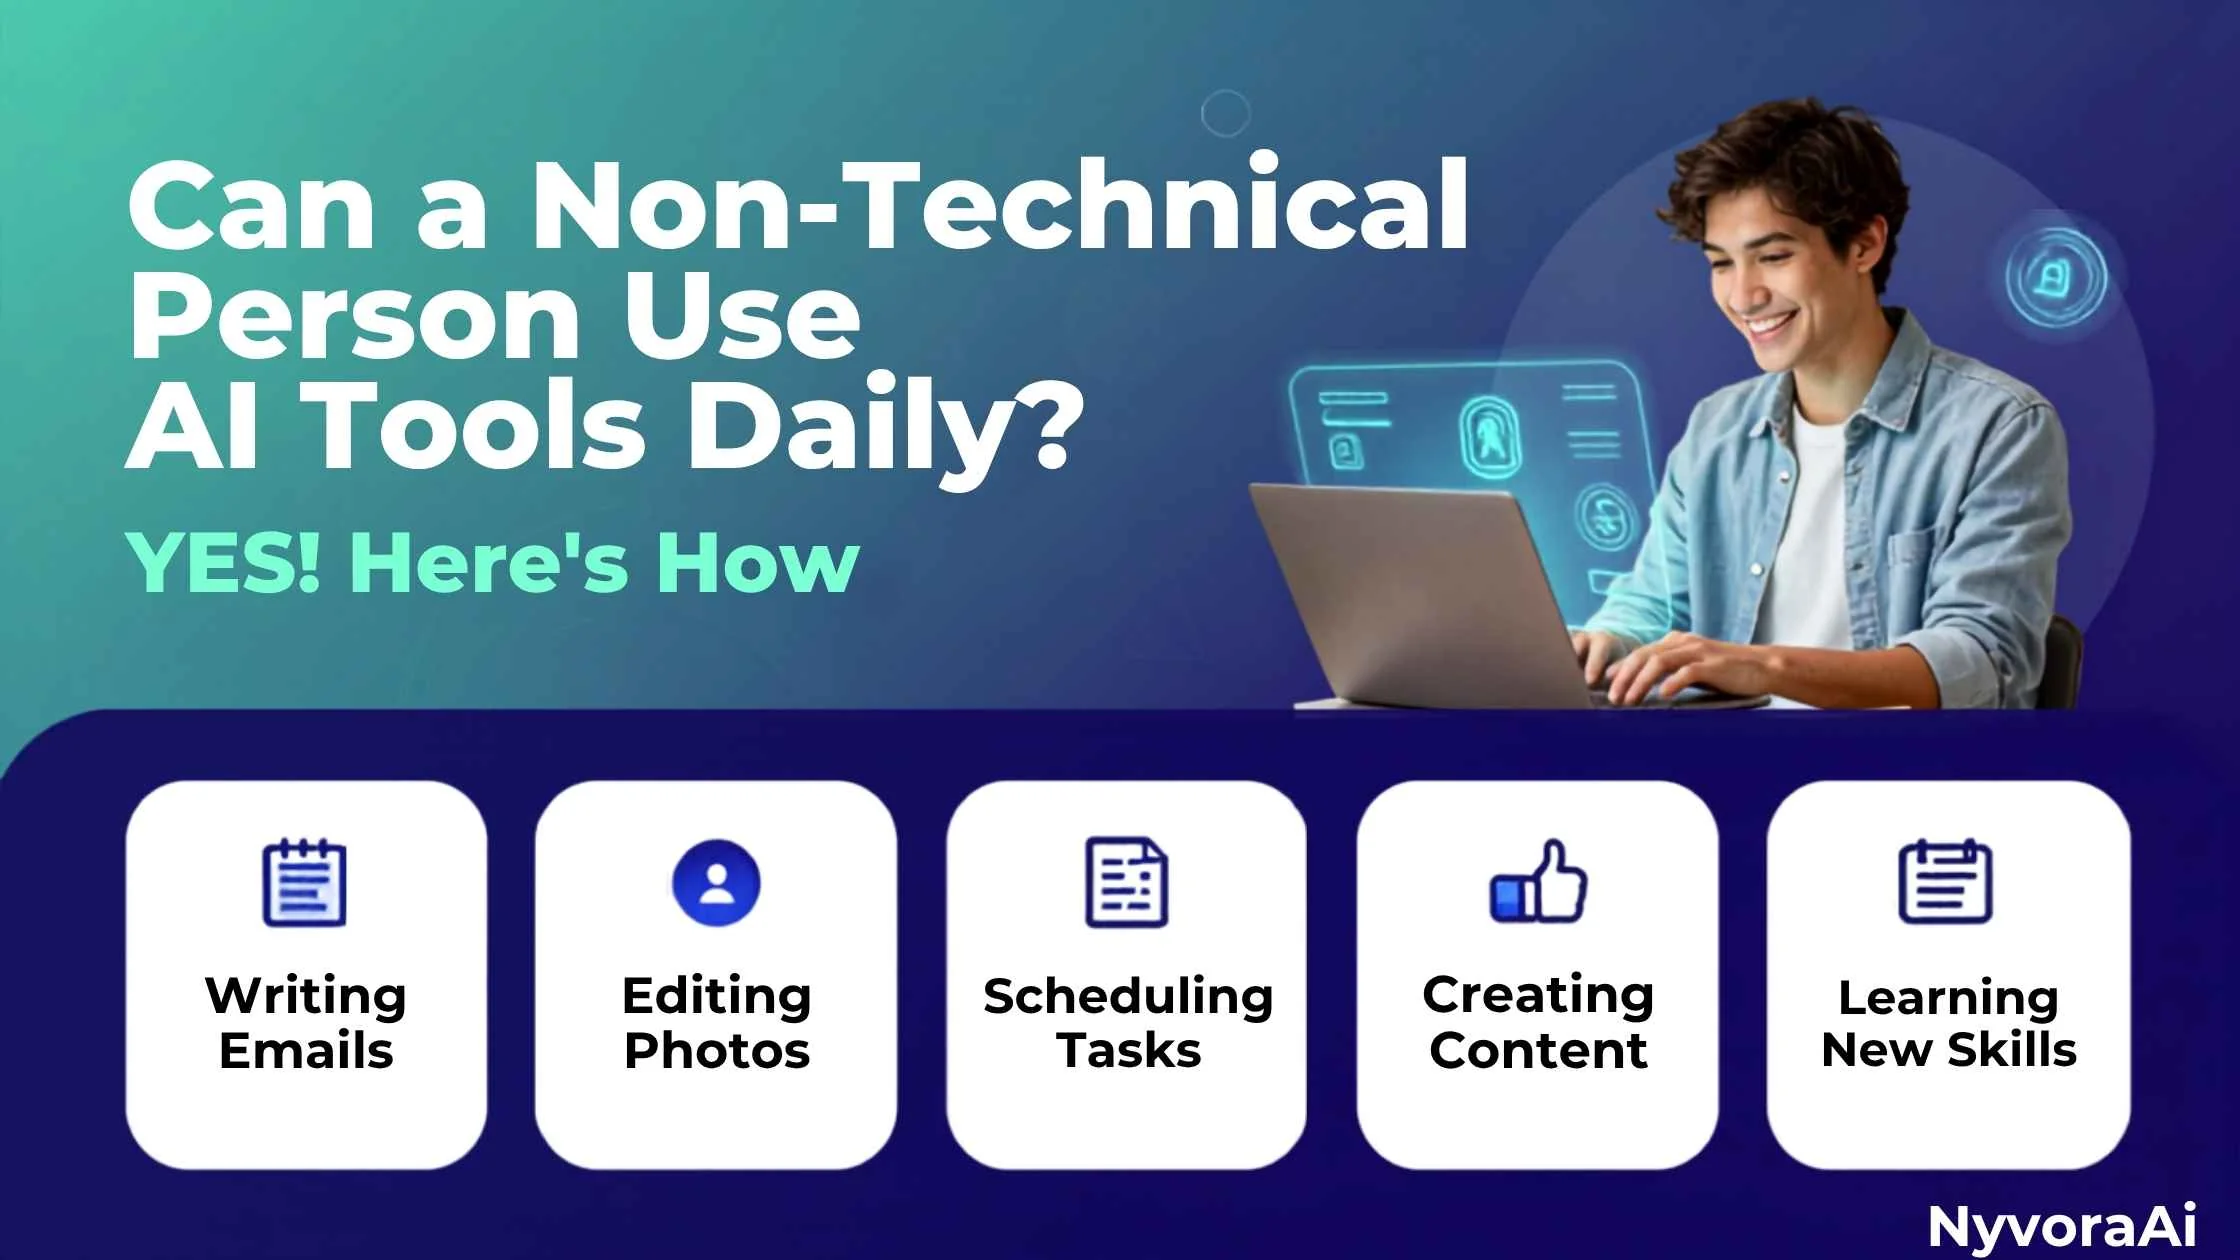 Can a Non-Technical
Person Use
AI Tools Daily?
YES! Here's How
Writing
Emails
Editing
Photos
Scheduling
Tasks
Creating
Content
Learning
New Skills
NyvoraAi